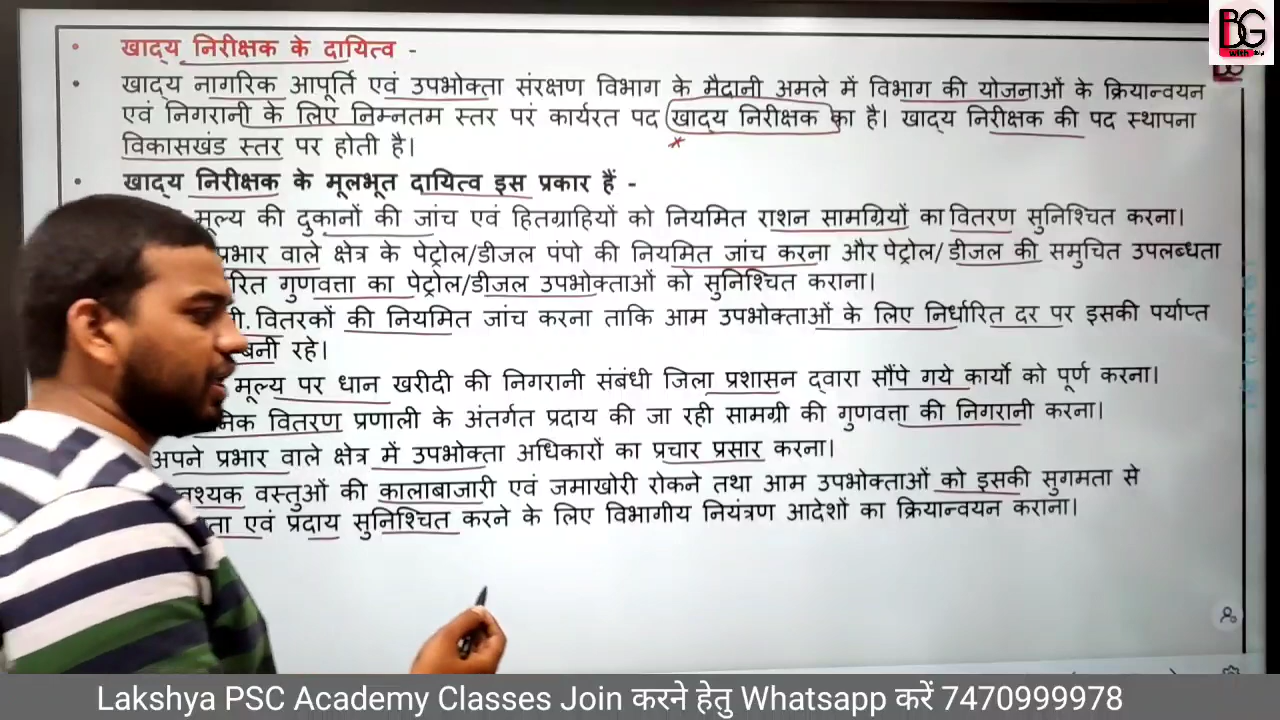 BG
with
खाद्य निरीक्षक के दायित्व -
खाद्य नागरिक आपूर्ति एवं उपभोक्ता संरक्षण विभाग के मैदानी अमले में विभाग की योजनाओं के क्रियान्वयन
एवं निगरानी के लिए निम्नतम स्तर पर कार्यरत पद खाद्य निरीक्षक का है। खाद्य निरीक्षक की पद स्थापना
विकासखंड स्तर पर होती है।
खाद्य निरीक्षक के मूलभूत दायित्व इस प्रकार हैं -
मूल्य की दुकानों की जांच एवं हितग्राहियों को नियमित राशन सामग्रियों का वितरण सुनिश्चित करना।
प्रभार वाले क्षेत्र के पेट्रोल/डीजल पंपो की नियमित जांच करना और पेट्रोल/ डीजल की समुचित उपलब्धता
रित गुणवत्ता का पेट्रोल/डीजल उपभोक्ताओं को सुनिश्चित कराना।
ी. वितरकों की नियमित जांच करना ताकि आम उपभोक्ताओं के लिए निर्धारित दर पर इसकी पर्याप्त
बनी रहे।
मूल्य पर धान खरीदी की निगरानी संबंधी जिला प्रशासन द्वारा सौंपे गये कार्यो को पूर्ण करना।
निक वितरण प्रणाली के अंतर्गत प्रदाय की जा रही सामग्री की गुणवत्ता की निगरानी करना।
अपने प्रभार वाले क्षेत्र में उपभोक्ता अधिकारों का प्रचार प्रसार करना।
वश्यक वस्तुओं की कालाबाजारी एवं जमाखोरी रोकने तथा आम उपभोक्ताओं को इसकी सुगमता से
ता एवं प्रदाय सुनिश्चित करने के लिए विभागीय नियंत्रण आदेशों का क्रियान्वयन कराना।
Lakshya PSC Academy Classes Join करने हेतु Whatsapp करें 7470999978